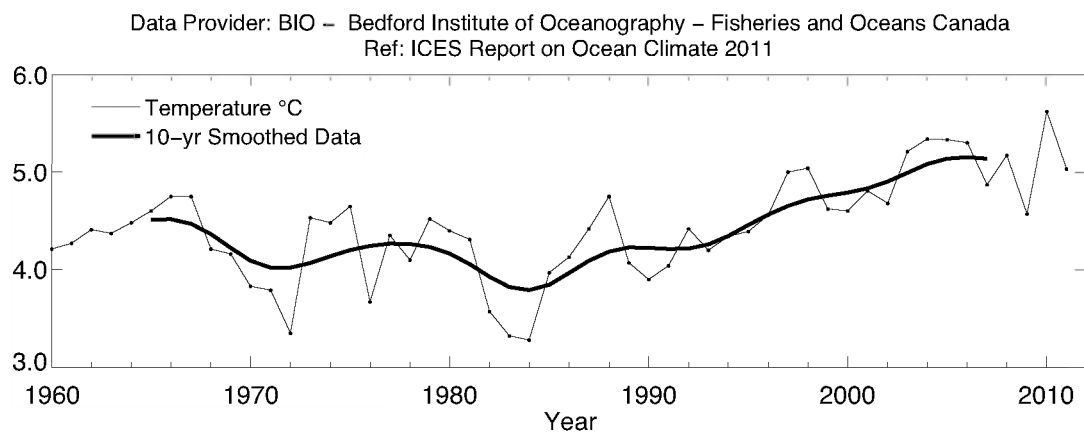 Data Provider: BIO – Bedford Institute of Oceanography – Fisheries and Oceans Canada
Ref: ICES Report on Ocean Climate 2011
6.0
Temperature °C
10–yr Smoothed Data
5.0
4.0
3.0
1960 1970 1980 1990 2000 2010
Year